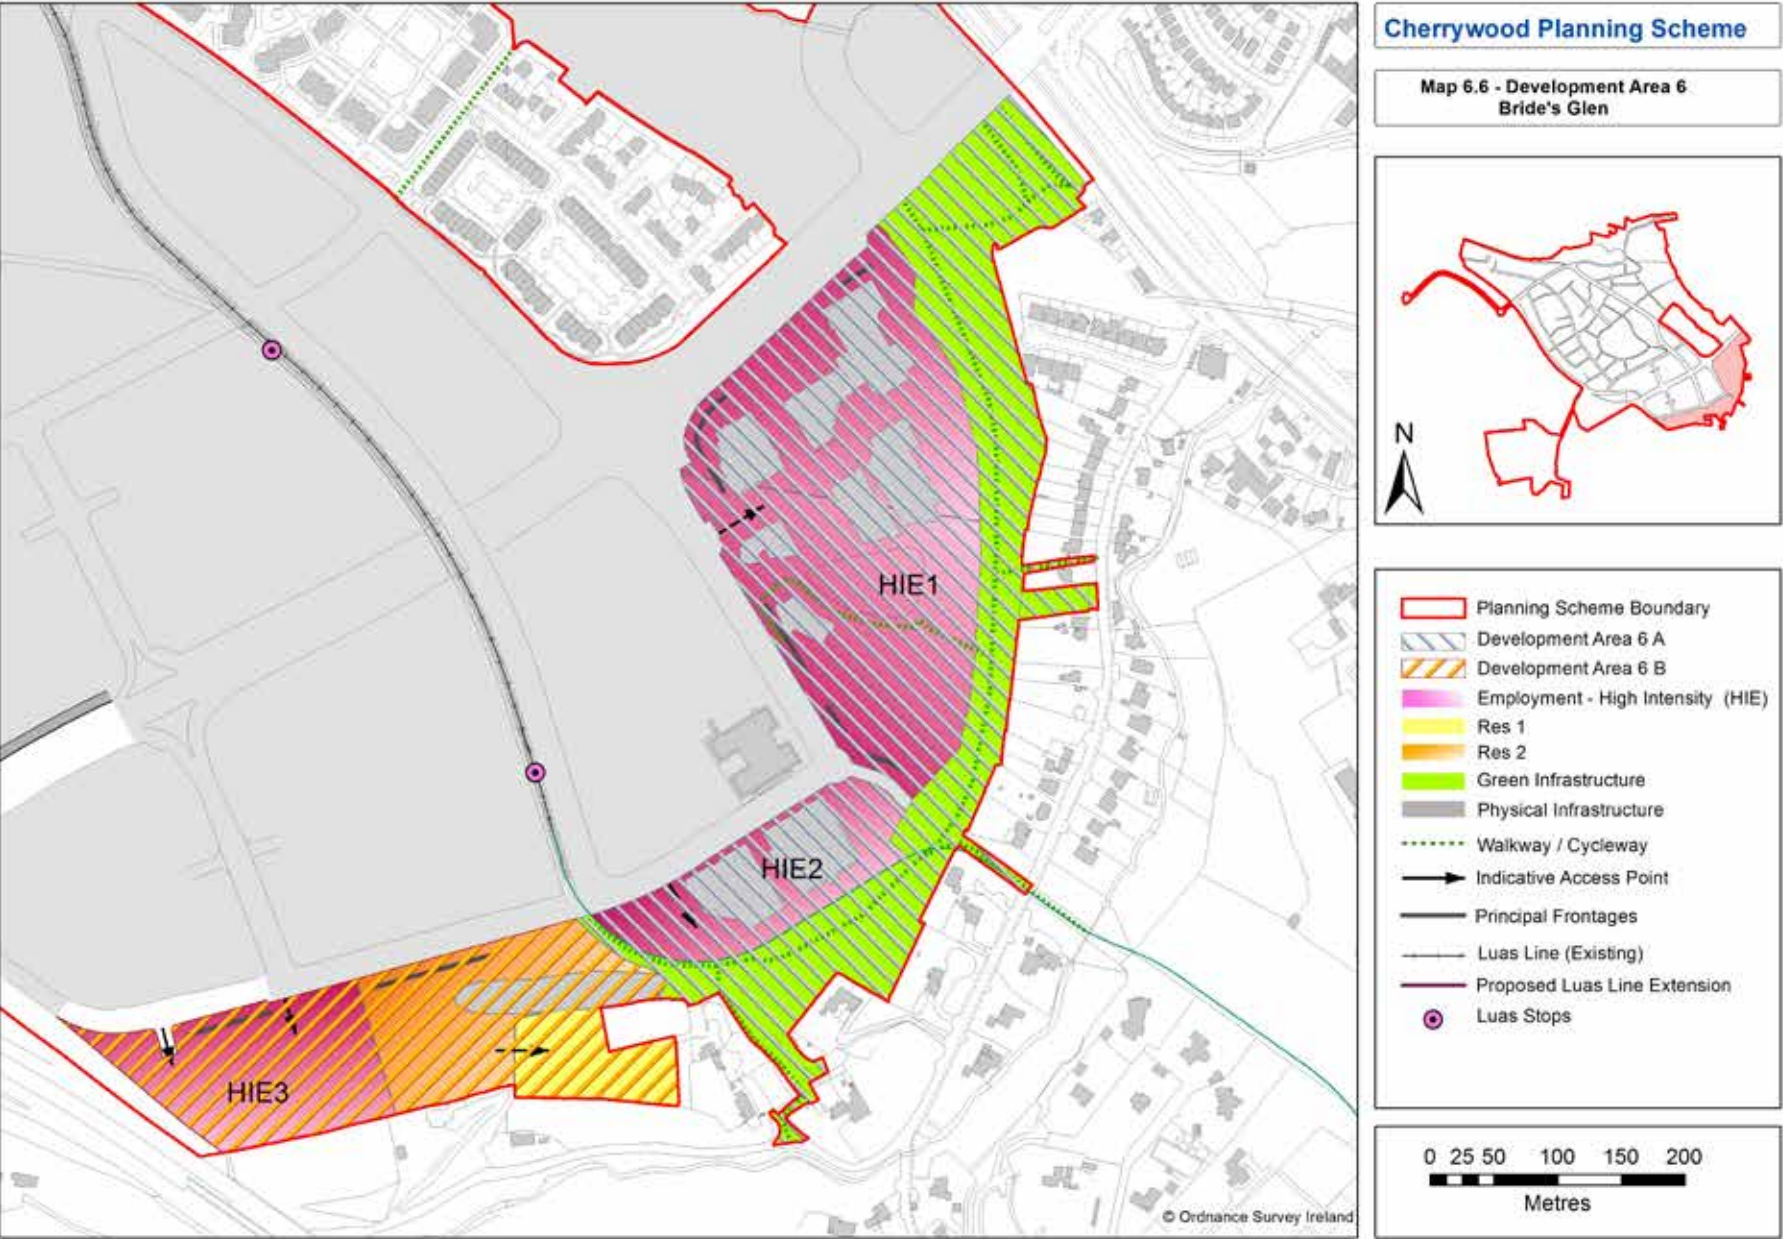 Cherrywood Planning Scheme
Map 6.6 - Development Area 6
Bride's Glen
N
HIE1
HIE2
HIE3
Planning Scheme Boundary
Development Area 6 A
Development Area 6 B
Employment - High Intensity (HIE)
Res 1
Res 2
Green Infrastructure
Physical Infrastructure
Walkway / Cycleway
Indicative Access Point
Principal Frontages
Luas Line (Existing)
Proposed Luas Line Extension
Luas Stops
0 25 50 100 150 200
Metres
© Ordnance Survey Ireland